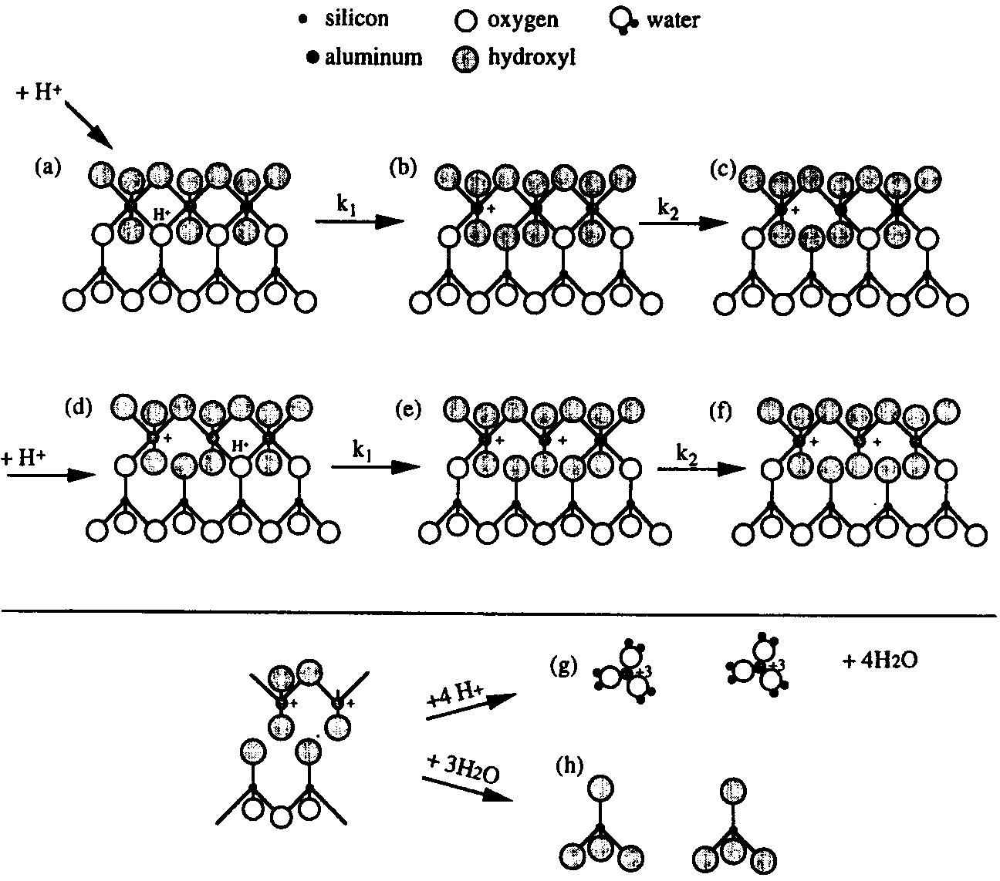 silicon oxygen water
aluminum hydroxyl
+ H+
(a) (b) (c)
k1 k2
H+ + +
(d) (e) (f)
+ H+ k1 k2
+ H+ + + + +
(g) +3 +3 + 4H2O
+4 H+
+ +
+ 3H2O
(h)